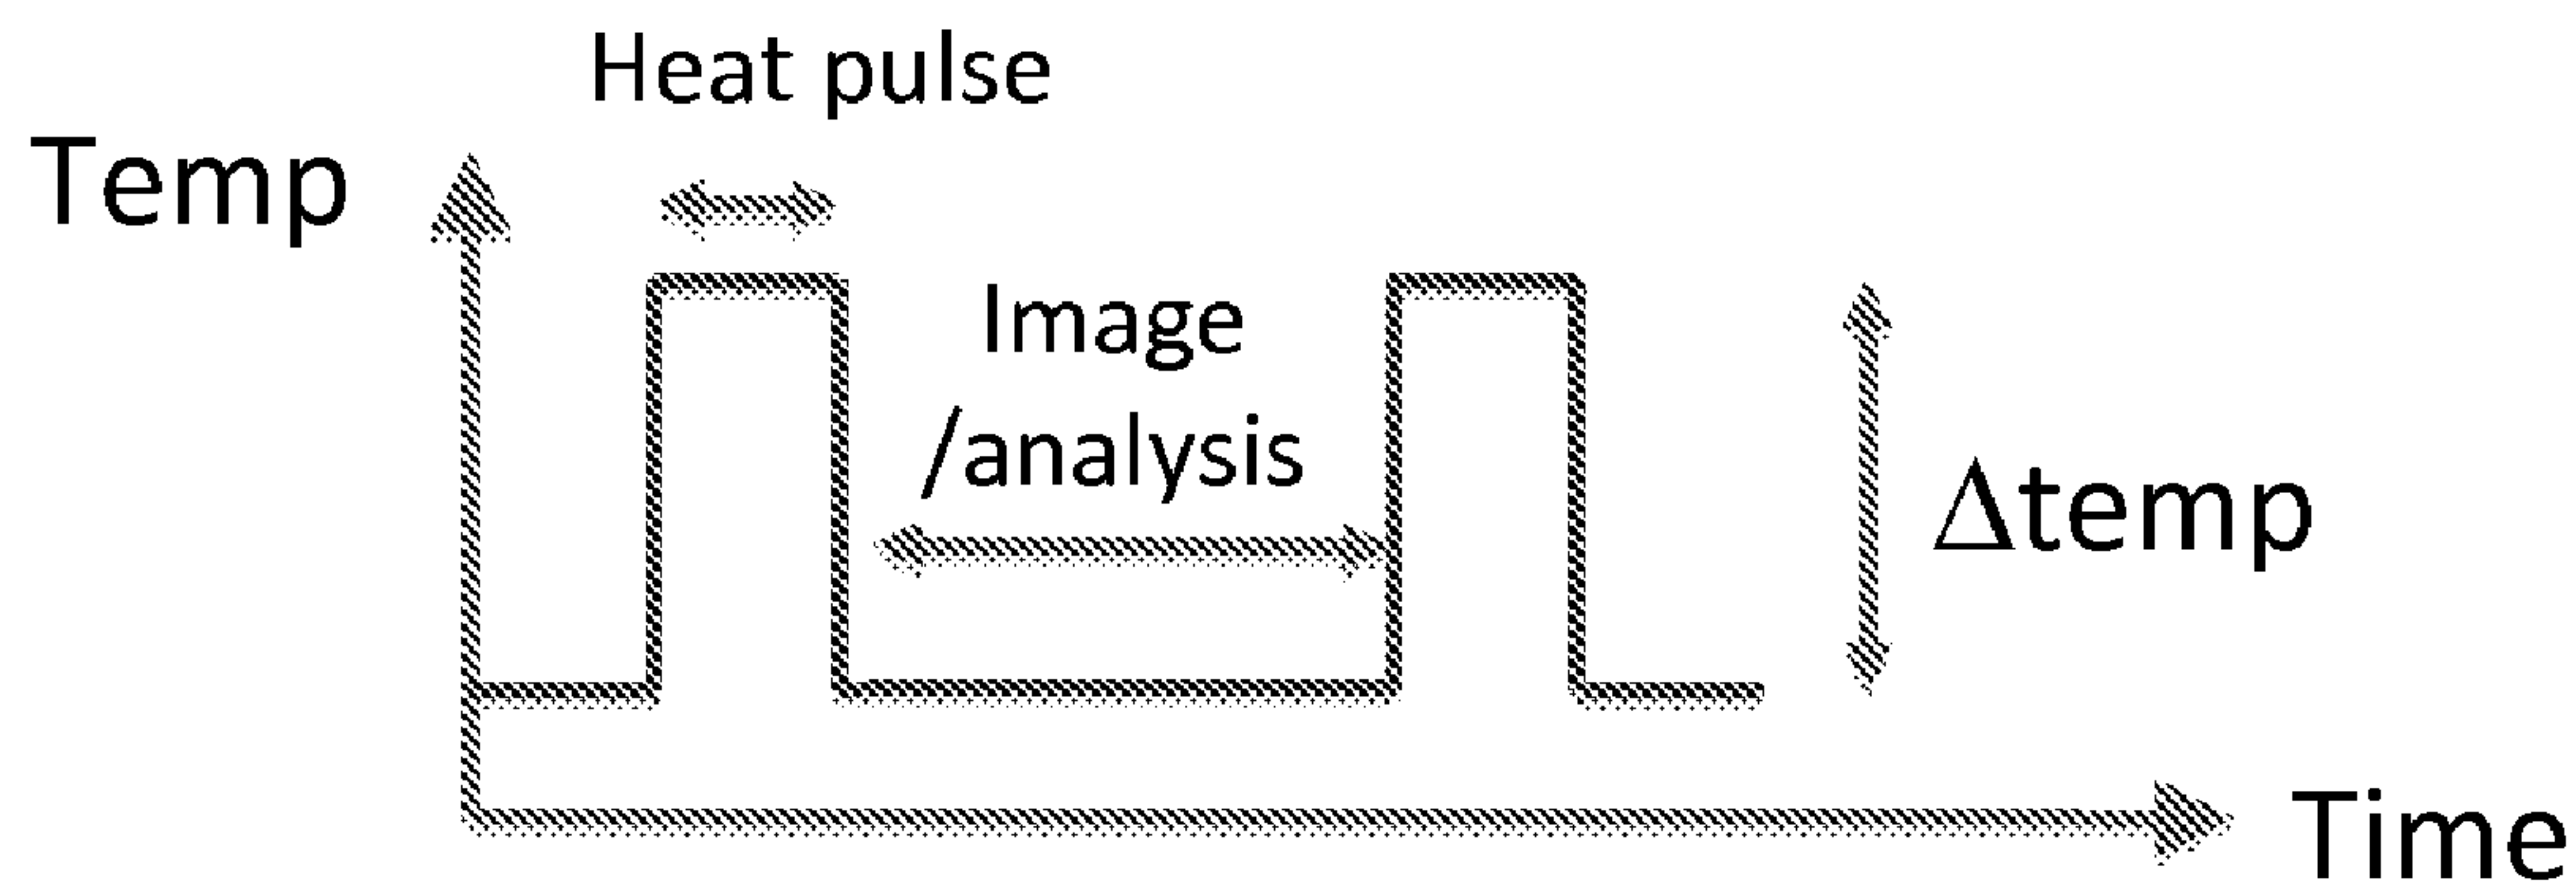 Heat pulse
Temp
Image
/analysis
Δtemp
Time